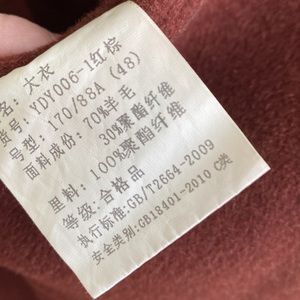 名: 大衣
货号: YDY006-1红棕
号型: 170/88A (48)
面料成份: 70%羊毛
30%聚酯纤维
里料: 100%聚酯纤维
等级: 合格品
执行标准: GB/T2664-2009
安全类别: GB18401-2010 C类